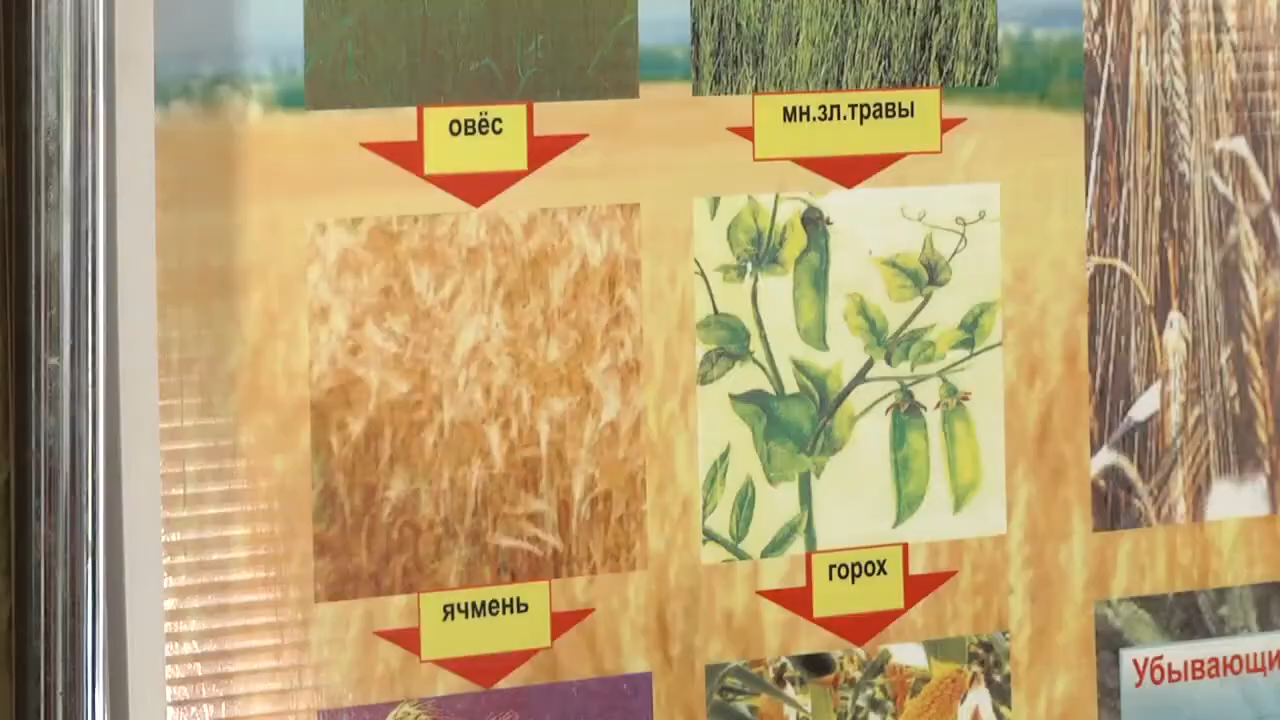 овёс
мн.зл.травы
ячмень
горох
Убывающи